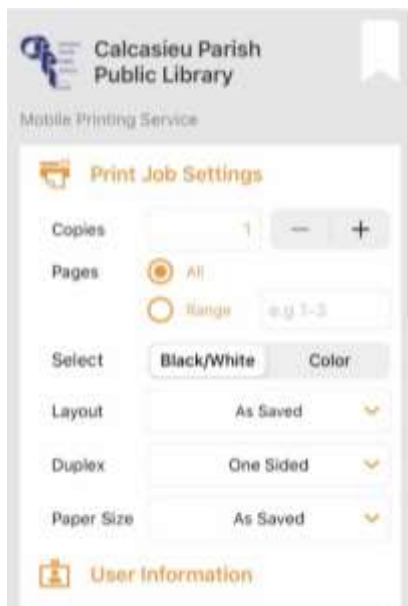 Calcasieu Parish
Public Library
Mobile Printing Service
Print Job Settings
Copies 1 − +
Pages All
Range e.g 1-3
Select Black/White Color
Layout As Saved
Duplex One Sided
Paper Size As Saved
User Information